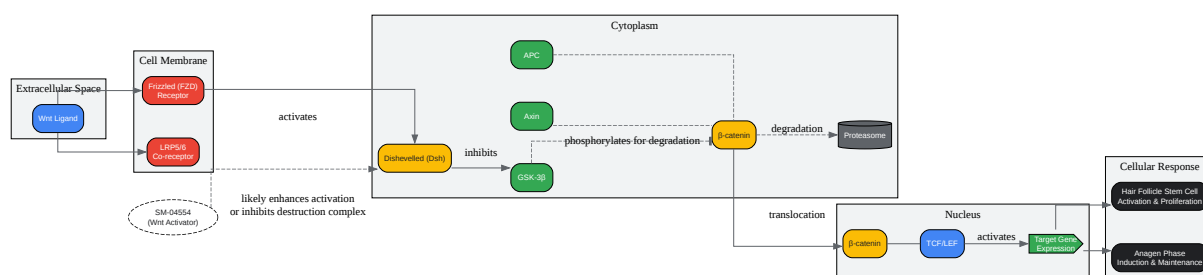 Cytoplasm
APC
Cell Membrane
Extracellular Space
Frizzled (FZD)
Receptor
Wnt Ligand
activates
Axin
phosphorylates for degradation
β-catenin
degradation
Proteasome
LRP5/6
Co-receptor
Dishevelled (Dsh)
inhibits
GSK-3β
SM-04554
(Wnt Activator)
likely enhances activation
or inhibits destruction complex
translocation
Nucleus
β-catenin
TCF/LEF
activates
Target Gene
Expression
Cellular Response
Hair Follicle Stem Cell
Activation & Proliferation
Anagen Phase
Induction & Maintenance